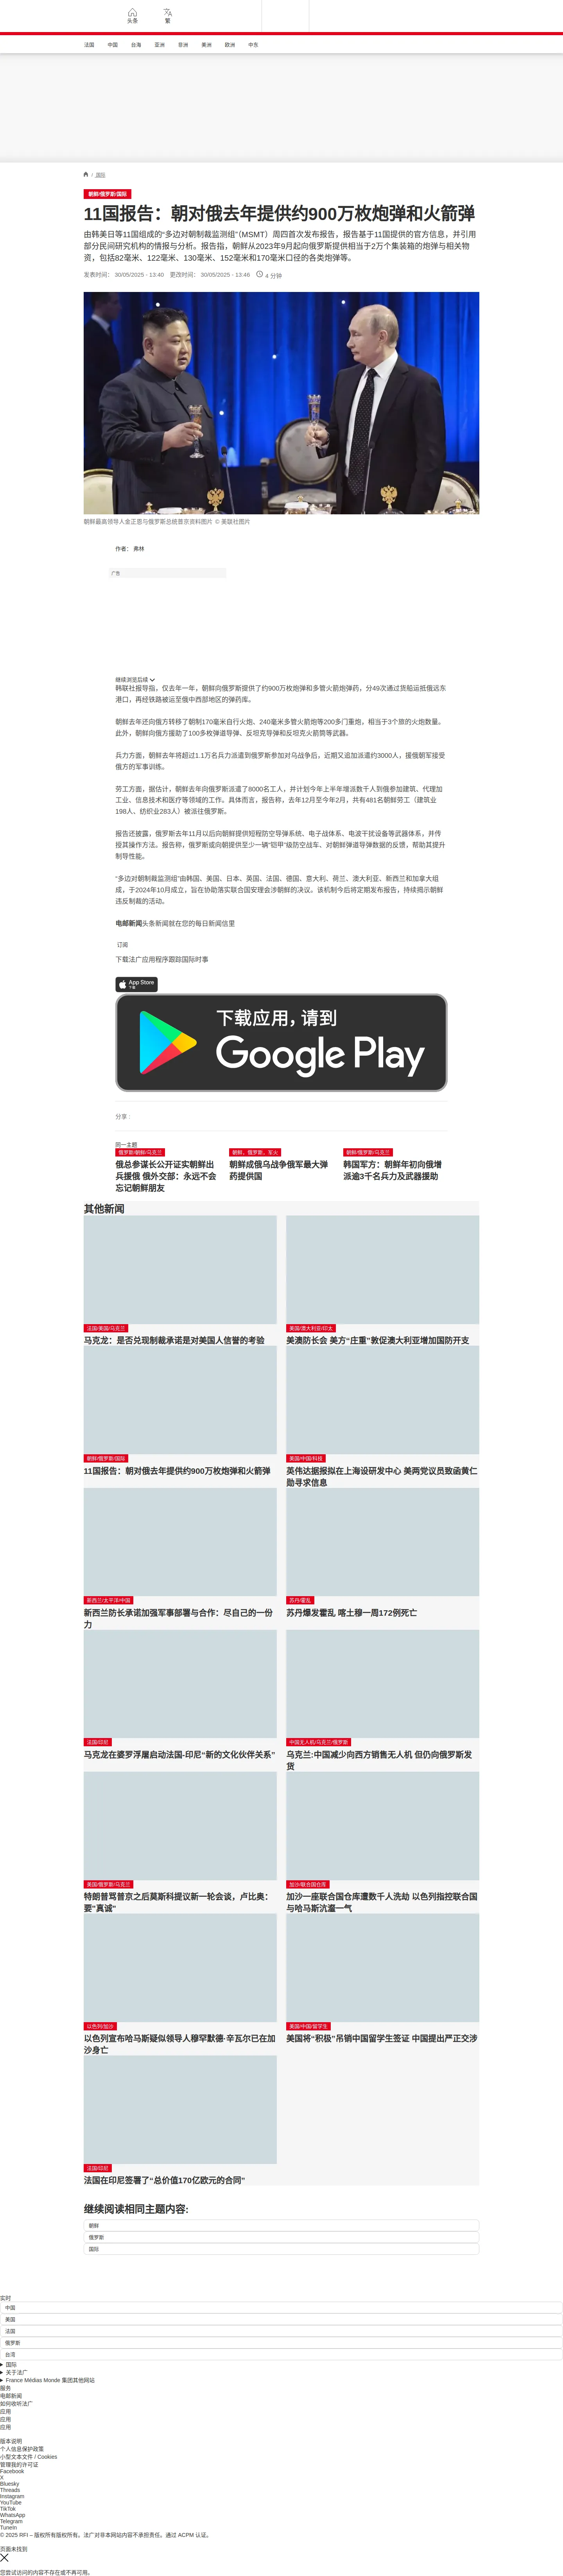 头条
繁
法国
中国
台海
亚洲
非洲
美洲
欧洲
中东
/ 国际
朝鲜/俄罗斯/国际
11国报告：朝对俄去年提供约900万枚炮弹和火箭弹
由韩美日等11国组成的“多边对朝制裁监测组”（MSMT）周四首次发布报告，报告基于11国提供的官方信息，并引用
部分民间研究机构的情报与分析。报告指，朝鲜从2023年9月起向俄罗斯提供相当于2万个集装箱的炮弹与相关物
资，包括82毫米、122毫米、130毫米、152毫米和170毫米口径的各类炮弹等。
发表时间： 30/05/2025 - 13:40 更改时间： 30/05/2025 - 13:46 4 分钟
朝鲜最高领导人金正恩与俄罗斯总统普京资料图片 © 美联社图片
作者： 弗林
广告
继续浏览后续
韩联社报导指，仅去年一年，朝鲜向俄罗斯提供了约900万枚炮弹和多管火箭炮弹药，分49次通过货船运抵俄远东
港口，再经铁路被运至俄中西部地区的弹药库。
朝鲜去年还向俄方转移了朝制170毫米自行火炮、240毫米多管火箭炮等200多门重炮，相当于3个旅的火炮数量。
此外，朝鲜向俄方援助了100多枚弹道导弹、反坦克导弹和反坦克火箭筒等武器。
兵力方面，朝鲜去年将超过1.1万名兵力派遣到俄罗斯参加对乌战争后，近期又追加派遣约3000人，援俄朝军接受
俄方的军事训练。
劳工方面，据估计，朝鲜去年向俄罗斯派遣了8000名工人，并计划今年上半年增派数千人到俄参加建筑、代理加
工业、信息技术和医疗等领域的工作。具体而言，报告称，去年12月至今年2月，共有481名朝鲜劳工（建筑业
198人、纺织业283人）被派往俄罗斯。
报告还披露，俄罗斯去年11月以后向朝鲜提供短程防空导弹系统、电子战体系、电波干扰设备等武器体系，并传
授其操作方法。报告称，俄罗斯或向朝提供至少一辆“铠甲”级防空战车、对朝鲜弹道导弹数据的反馈，帮助其提升
制导性能。
“多边对朝制裁监测组”由韩国、美国、日本、英国、法国、德国、意大利、荷兰、澳大利亚、新西兰和加拿大组
成，于2024年10月成立，旨在协助落实联合国安理会涉朝鲜的决议。该机制今后将定期发布报告，持续揭示朝鲜
违反制裁的活动。
电邮新闻头条新闻就在您的每日新闻信里
订阅
下载法广应用程序跟踪国际时事
App Store
下载
下载应用，请到
Google Play
分享 :
同一主题
俄罗斯/朝鲜/乌克兰
俄总参谋长公开证实朝鲜出
兵援俄 俄外交部：永远不会
忘记朝鲜朋友
朝鲜，俄罗斯，军火
朝鲜成俄乌战争俄军最大弹
药提供国
朝鲜/俄罗斯/乌克兰
韩国军方：朝鲜年初向俄增
派逾3千名兵力及武器援助
其他新闻
法国/美国/乌克兰
马克龙：是否兑现制裁承诺是对美国人信誉的考验
美国/澳大利亚/印太
美澳防长会 美方“庄重”敦促澳大利亚增加国防开支
朝鲜/俄罗斯/国际
11国报告：朝对俄去年提供约900万枚炮弹和火箭弹
美国/中国/科技
英伟达据报拟在上海设研发中心 美两党议员致函黄仁
勋寻求信息
新西兰/太平洋/中国
新西兰防长承诺加强军事部署与合作：尽自己的一份
力
苏丹/霍乱
苏丹爆发霍乱 喀土穆一周172例死亡
法国/印尼
马克龙在婆罗浮屠启动法国-印尼“新的文化伙伴关系”
中国无人机/乌克兰/俄罗斯
乌克兰:中国减少向西方销售无人机 但仍向俄罗斯发
货
美国/俄罗斯/乌克兰
特朗普骂普京之后莫斯科提议新一轮会谈，卢比奥：
要"真诚"
加沙/联合国仓库
加沙一座联合国仓库遭数千人洗劫 以色列指控联合国
与哈马斯沆瀣一气
以色列/加沙
以色列宣布哈马斯疑似领导人穆罕默德·辛瓦尔已在加
沙身亡
美国/中国/留学生
美国将“积极”吊销中国留学生签证 中国提出严正交涉
法国/印尼
法国在印尼签署了“总价值170亿欧元的合同”
继续阅读相同主题内容:
朝鲜
俄罗斯
国际
实时
中国
美国
法国
俄罗斯
台湾
国际
关于法广
France Médias Monde 集团其他网站
服务
电邮新闻
如何收听法广
应用
应用
应用
版本说明
个人信息保护政策
小型文本文件 / Cookies
管理我的许可证
Facebook
X
Bluesky
Threads
Instagram
YouTube
TikTok
WhatsApp
Telegram
TuneIn
© 2025 RFI – 版权所有版权所有。法广对非本网站内容不承担责任。通过 ACPM 认证。
页面未找到
您尝试访问的内容不存在或不再可用。